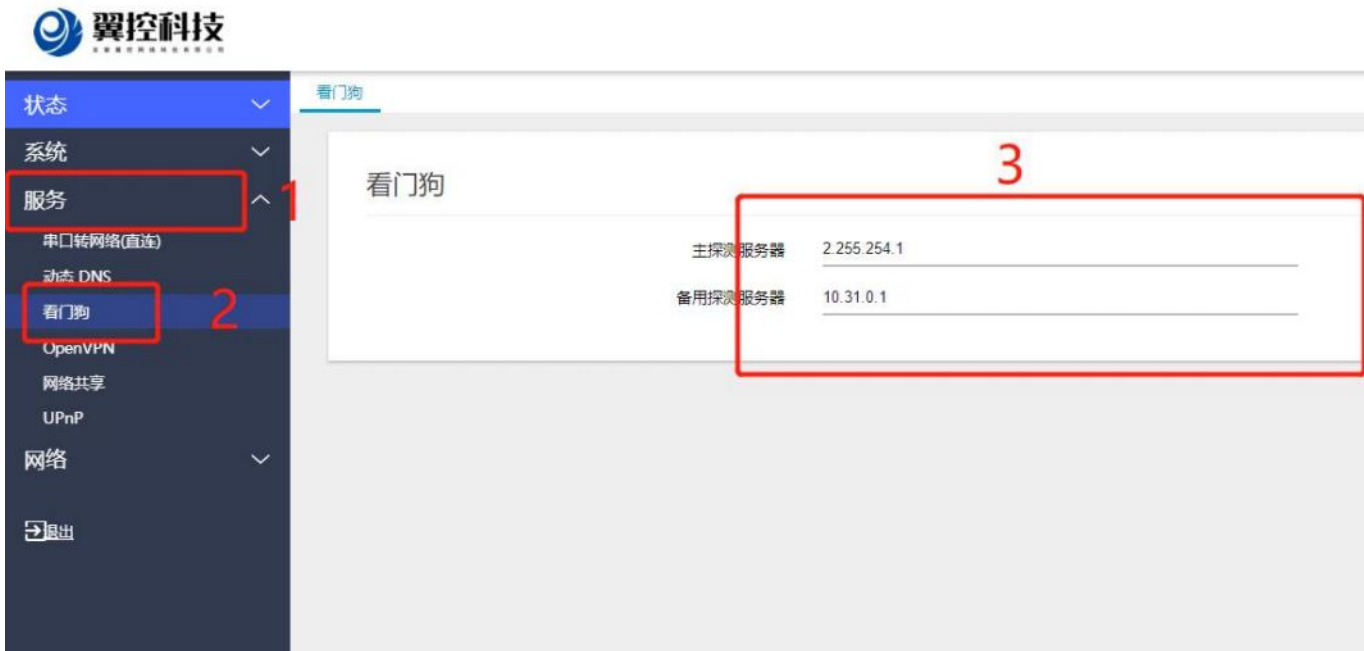 翼控科技
看门狗
状态
系统
服务
1
串口转网络(直连)
动态 DNS
看门狗
2
OpenVPN
网络共享
UPnP
网络
退出
看门狗
3
主探测服务器 2.255.254.1
备用探测服务器 10.31.0.1